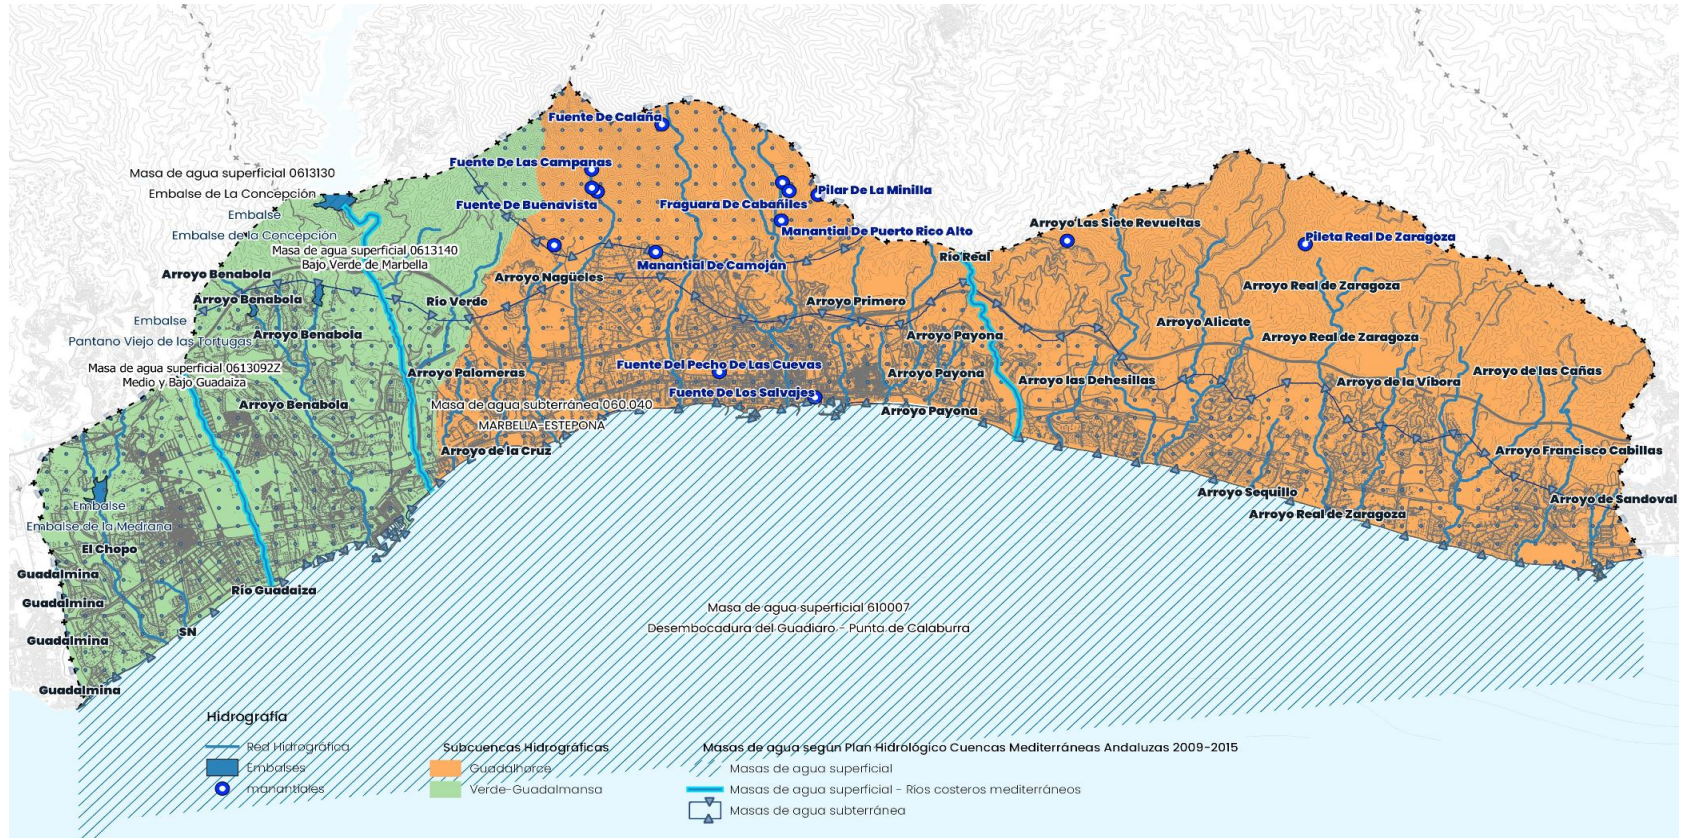 Fuente De Calaña
Fuente De Las Campanas
Masa de agua superficial 0613130
Embalse de La Concepción
Pilar De La Minilla
Fuente De Buenavista
Fraguara De Cabañiles
Embalse
Embalse de la Concepción
Manantial De Puerto Rico Alto
Arroyo Las Siete Revueltas
Pileta Real De Zaragoza
Masa de agua superficial 0613140
Bajo Verde de Marbella
Río Real
Manantial De Camoján
Arroyo Benabola
Arroyo Nagüeles
Arroyo Real de Zaragoza
Arroyo Benabola
Río Verde
Arroyo Primero
Embalse
Pantano Viejo de las Tortugas
Arroyo Benabola
Arroyo Payona
Arroyo Alicate
Arroyo Real de Zaragoza
Masa de agua superficial 0613092Z
Medio y Bajo Guadaiza
Fuente Del Pecho De Las Cuevas
Arroyo Palomeras
Arroyo Payona
Arroyo las Dehesillas
Arroyo de la Víbora
Arroyo de las Cañas
Fuente De Los Salvajes
Arroyo Benabola
Masa de agua subterránea 060.040
MARBELLA-ESTEPONA
Arroyo Payona
Arroyo de la Cruz
Arroyo Francisco Cabillas
Arroyo Sequillo
Arroyo de Sandoval
Arroyo Real de Zaragoza
Embalse
Embalse de la Medrana
El Chopo
Guadalmina
Río Guadaiza
Guadalmina
SN
Guadalmina
Guadalmina
Masa de agua superficial 610007
Desembocadura del Guadiaro - Punta de Calaburra
Hidrografía
Red Hidrográfica
Embalses
manantiales
Subcuencas Hidrográficas
Guadalhorce
Verde-Guadalmansa
Masas de agua según Plan Hidrológico Cuencas Mediterráneas Andaluzas 2009-2015
Masas de agua superficial
Masas de agua superficial - Ríos costeros mediterráneos
Masas de agua subterránea